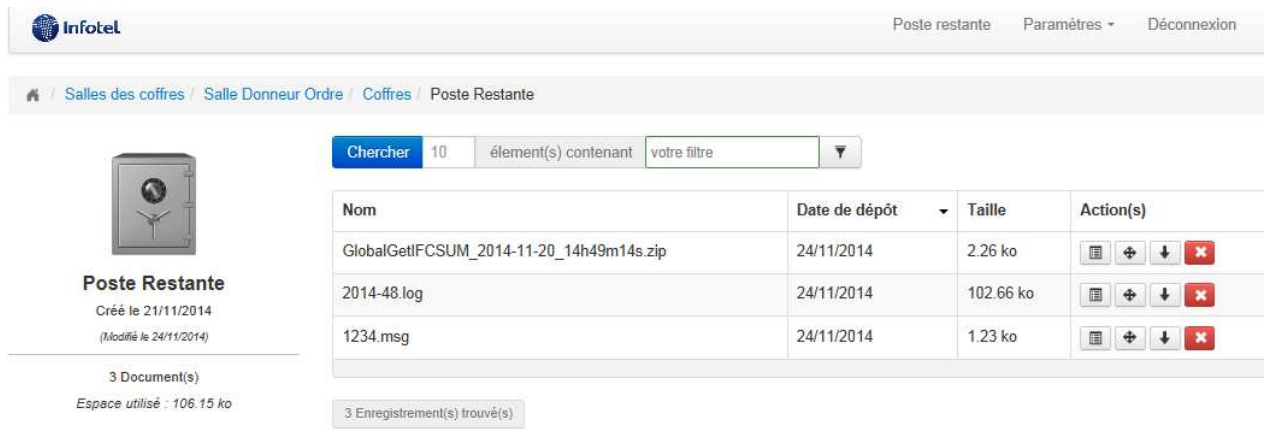 Infotel
Poste restante Paramètres Déconnexion
/ Salles des coffres / Salle Donneur Ordre / Coffres / Poste Restante
Chercher 10 élement(s) contenant votre filtre
Nom Date de dépôt Taille Action(s)
GlobalGetIFCSUM_2014-11-20_14h49m14s.zip 24/11/2014 2.26 ko
2014-48.log 24/11/2014 102.66 ko
1234.msg 24/11/2014 1.23 ko
Poste Restante
Créé le 21/11/2014
(Modifié le 24/11/2014)
3 Document(s)
Espace utilisé : 106.15 ko
3 Enregistrement(s) trouvé(s)